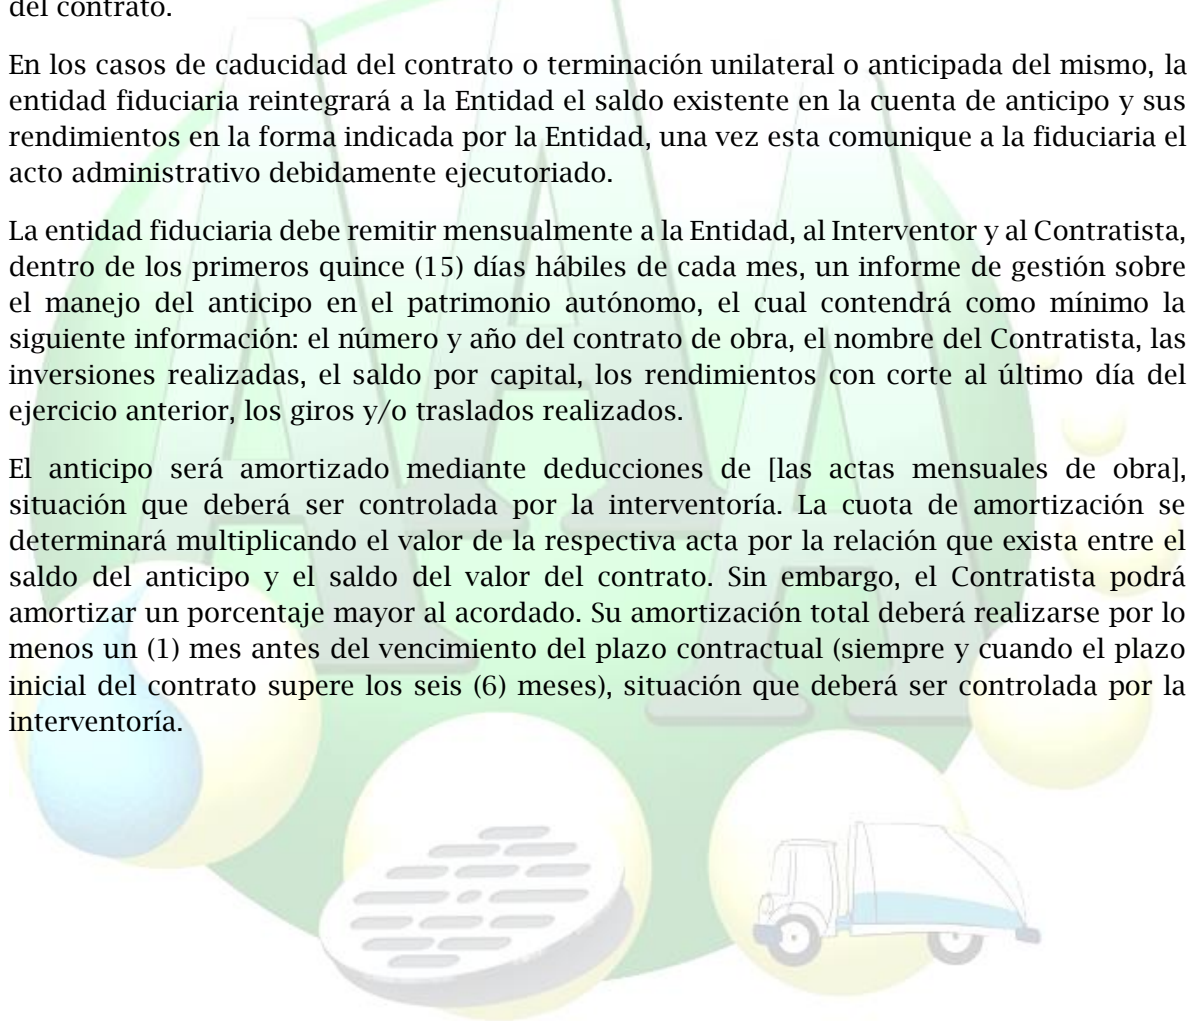 del contrato.
En los casos de caducidad del contrato o terminación unilateral o anticipada del mismo, la
entidad fiduciaria reintegrará a la Entidad el saldo existente en la cuenta de anticipo y sus
rendimientos en la forma indicada por la Entidad, una vez esta comunique a la fiduciaria el
acto administrativo debidamente ejecutoriado.
La entidad fiduciaria debe remitir mensualmente a la Entidad, al Interventor y al Contratista,
dentro de los primeros quince (15) días hábiles de cada mes, un informe de gestión sobre
el manejo del anticipo en el patrimonio autónomo, el cual contendrá como mínimo la
siguiente información: el número y año del contrato de obra, el nombre del Contratista, las
inversiones realizadas, el saldo por capital, los rendimientos con corte al último día del
ejercicio anterior, los giros y/o traslados realizados.
El anticipo será amortizado mediante deducciones de [las actas mensuales de obra],
situación que deberá ser controlada por la interventoría. La cuota de amortización se
determinará multiplicando el valor de la respectiva acta por la relación que exista entre el
saldo del anticipo y el saldo del valor del contrato. Sin embargo, el Contratista podrá
amortizar un porcentaje mayor al acordado. Su amortización total deberá realizarse por lo
menos un (1) mes antes del vencimiento del plazo contractual (siempre y cuando el plazo
inicial del contrato supere los seis (6) meses), situación que deberá ser controlada por la
interventoría.
AAA